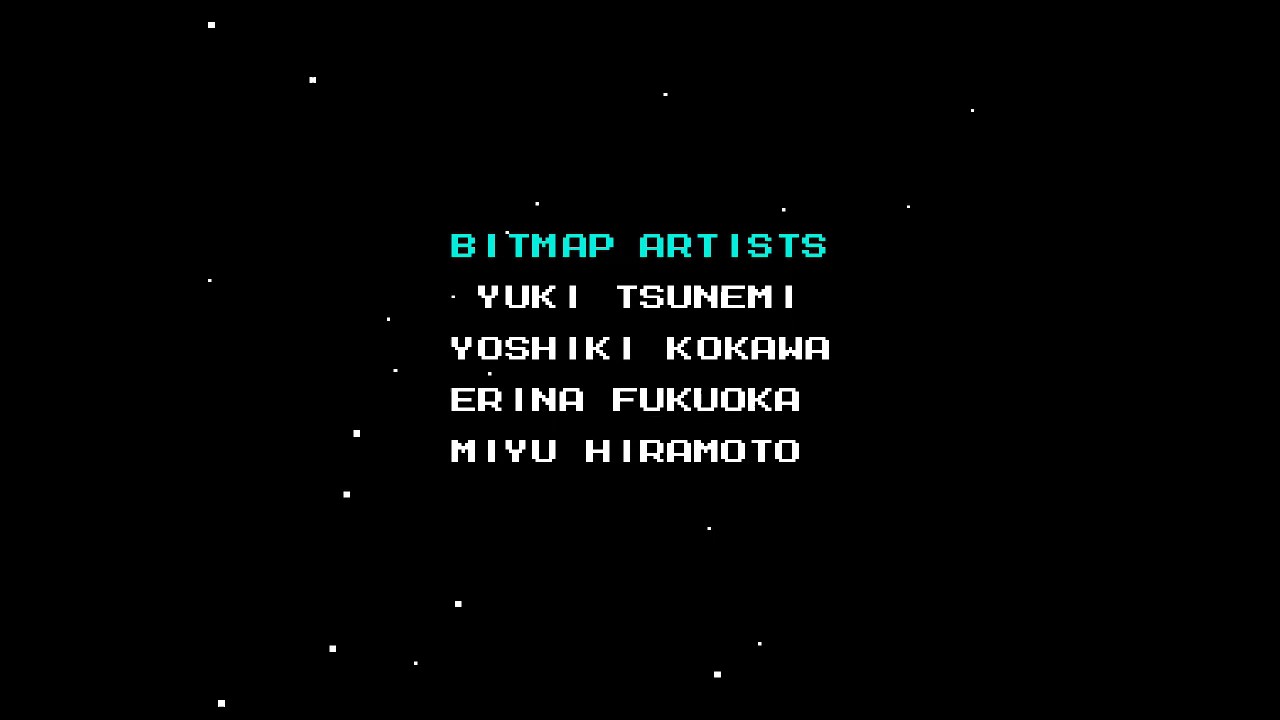 BITMAP ARTISTS
YUKI TSUNEMI
YOSHIKI KOKAWA
ERINA FUKUOKA
MIYU HIRAMOTO